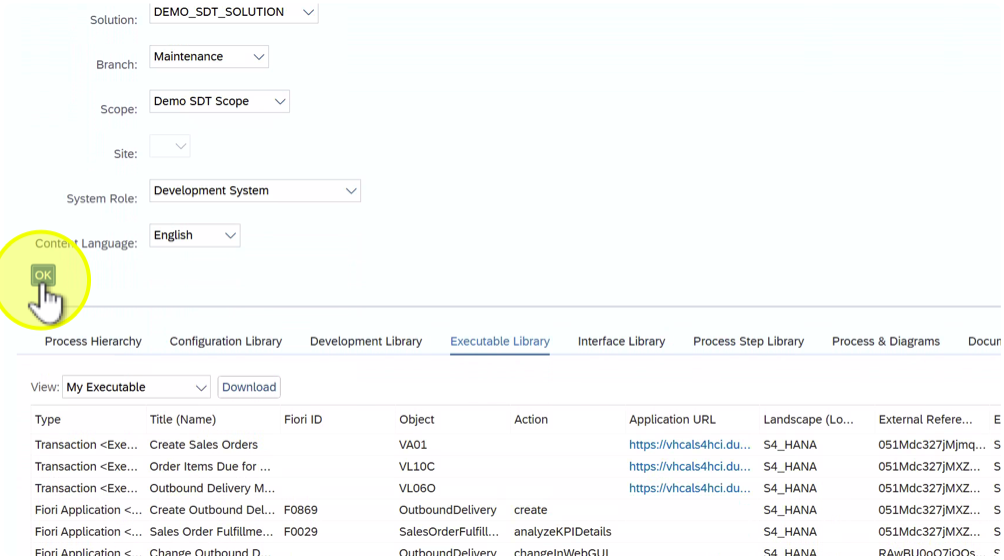 Solution: DEMO_SDT_SOLUTION
Branch: Maintenance
Scope: Demo SDT Scope
Site:
System Role: Development System
Content Language: English
OK
Process Hierarchy Configuration Library Development Library Executable Library Interface Library Process Step Library Process & Diagrams Docum
View: My Executable Download
Type Title (Name) Fiori ID Object Action Application URL Landscape (Lo... External Refere... E
Transaction <Exe... Create Sales Orders VA01 https://vhcals4hci.du... S4_HANA 051Mdc327jMjmq... S
Transaction <Exe... Order Items Due for ... VL10C https://vhcals4hci.du... S4_HANA 051Mdc327jMXZ... S
Transaction <Exe... Outbound Delivery M... VL06O https://vhcals4hci.du... S4_HANA 051Mdc327jMXZ... S
Fiori Application <... Create Outbound Del... F0869 OutboundDelivery create S4_HANA 051Mdc327jMXZ... S
Fiori Application <... Sales Order Fulfillme... F0029 SalesOrderFulfill... analyzeKPIDetails S4_HANA 051Mdc327jMXZ... S
Fiori Application <... Change Outbound D... OutboundDelivery changeInWebGUI S4_HANA RAwBU0oO7jQOs... S